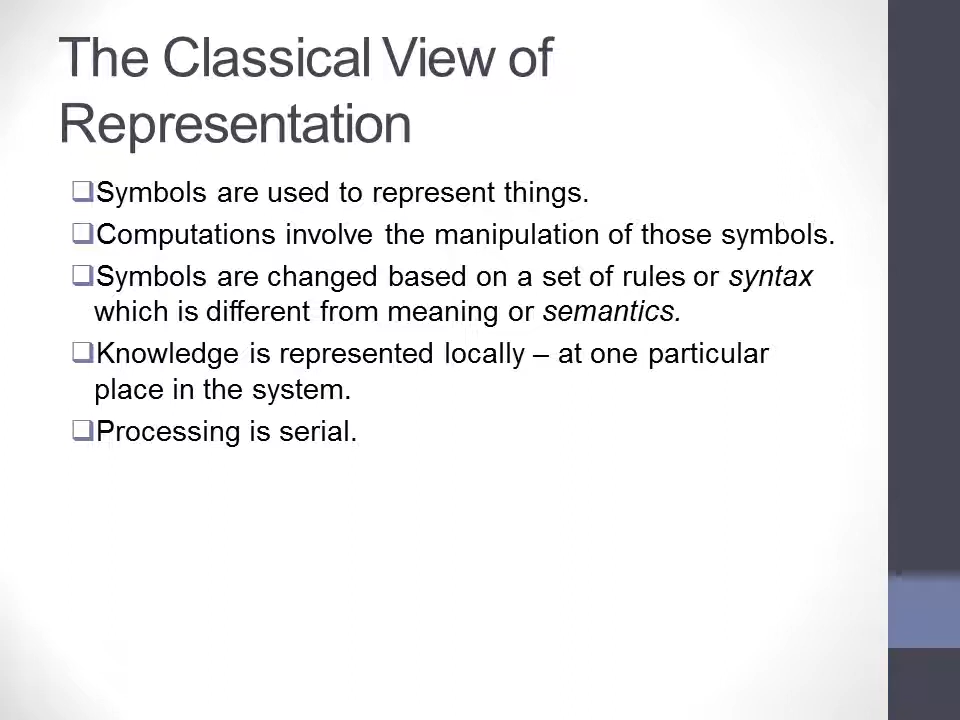 The Classical View of
Representation
❑Symbols are used to represent things.
❑Computations involve the manipulation of those symbols.
❑Symbols are changed based on a set of rules or syntax
which is different from meaning or semantics.
❑Knowledge is represented locally – at one particular
place in the system.
❑Processing is serial.